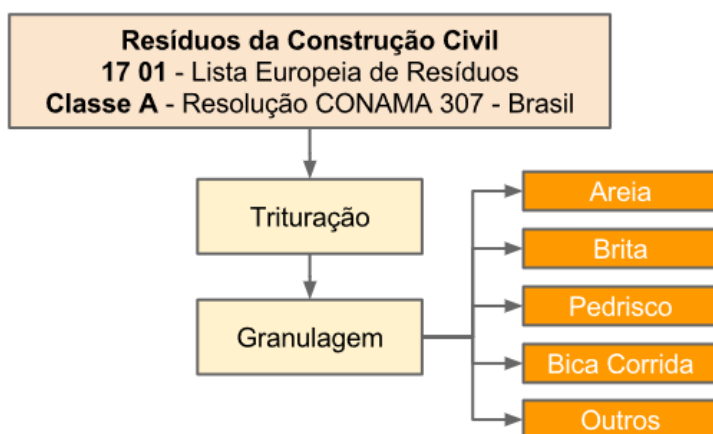 Resíduos da Construção Civil
17 01 - Lista Europeia de Resíduos
Classe A - Resolução CONAMA 307 - Brasil
Trituração
Granulagem
Areia
Brita
Pedrisco
Bica Corrida
Outros